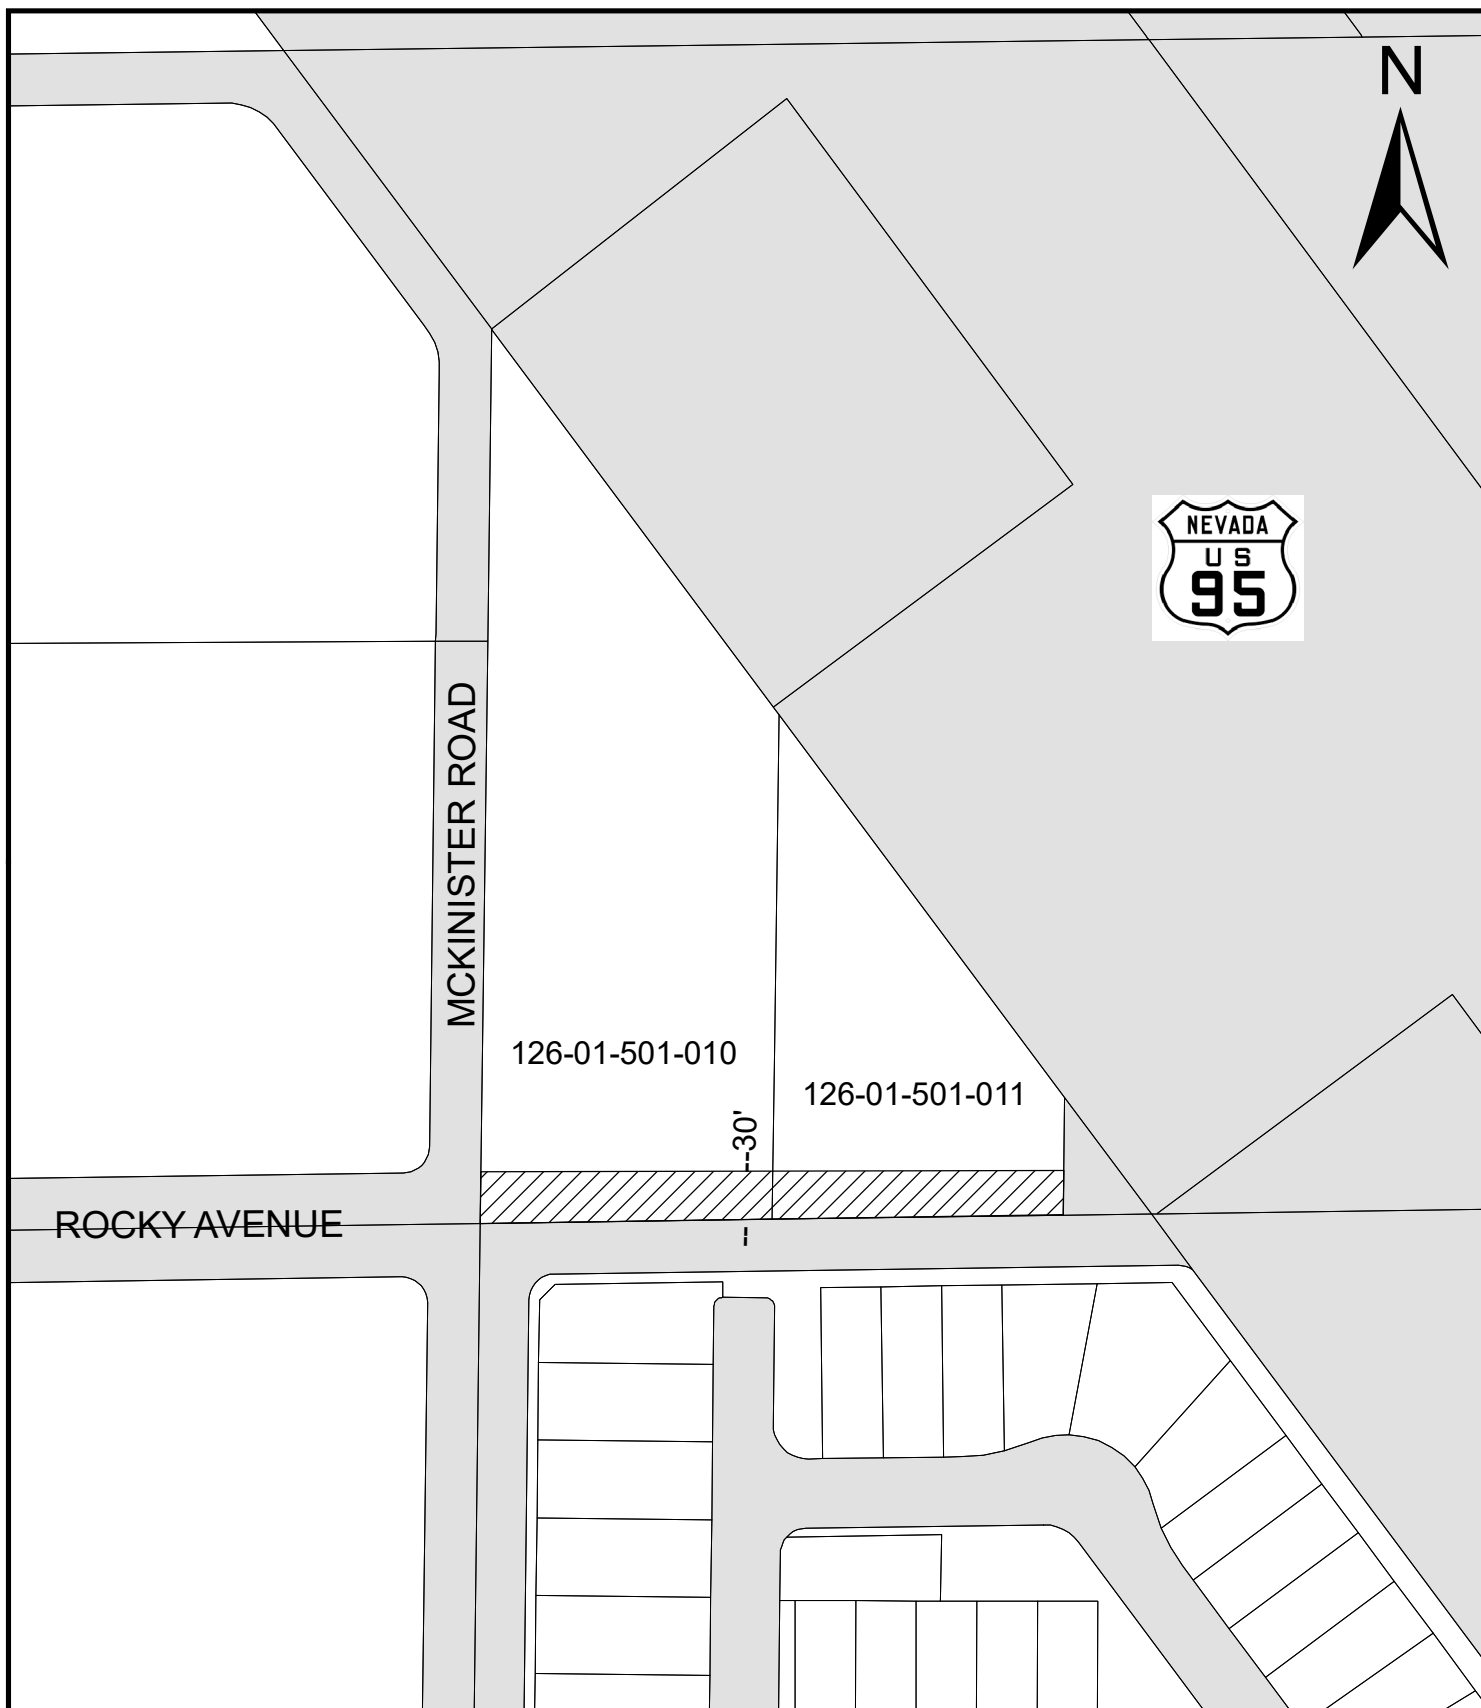 N
NEVADA
U S
95
MCKINISTER ROAD
126-01-501-010
126-01-501-011
30'
ROCKY AVENUE